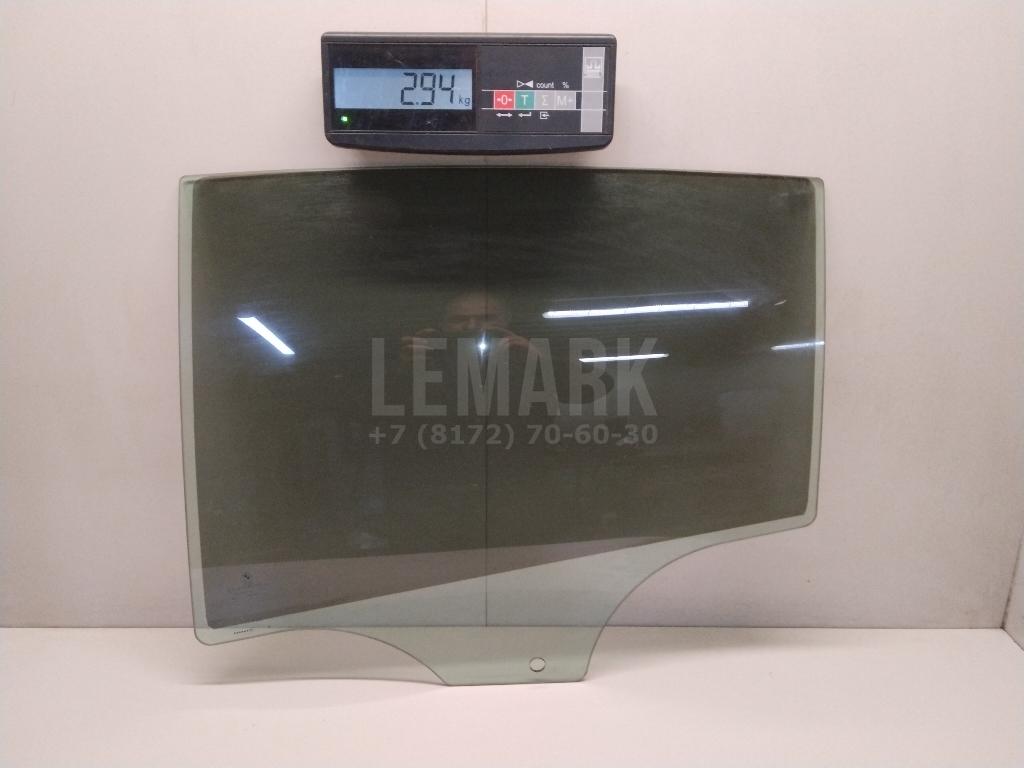 2.94 kg
count %
→0← T Σ M+
LEMARK
+7 (8172) 70-60-30